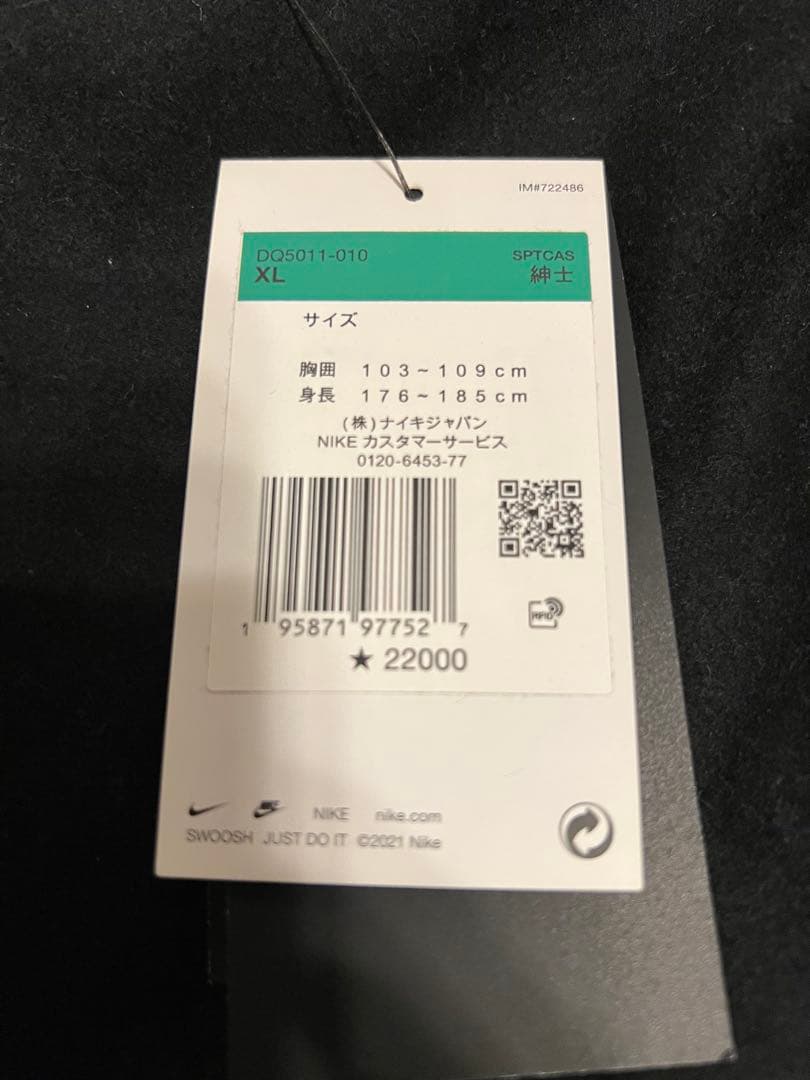 IM#722486
DQ5011-010 SPTCAS
XL 紳士
サイズ
胸囲 103~109cm
身長 176~185cm
(株)ナイキジャパン
NIKE カスタマーサービス
0120-6453-77
RFID
1 95871 97752 7
★ 22000
NIKE nike.com
SWOOSH JUST DO IT ©2021 Nike